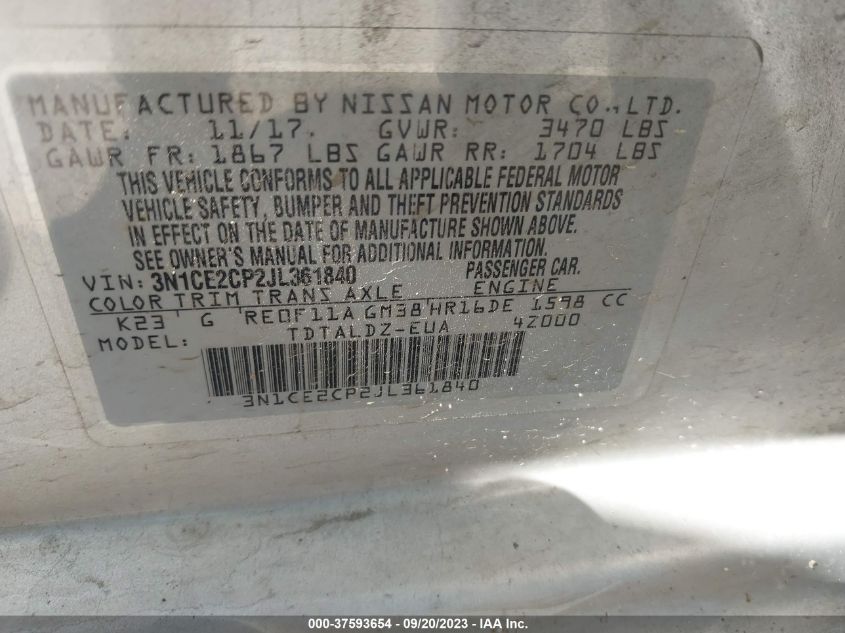 MANUFACTURED BY NISSAN MOTOR CO., LTD.
DATE: 11/17. GVWR: 3470 LBS
GAWR FR: 1867 LBS GAWR RR: 1704 LBS
THIS VEHICLE CONFORMS TO ALL APPLICABLE FEDERAL MOTOR
VEHICLE SAFETY, BUMPER AND THEFT PREVENTION STANDARDS
IN EFFECT ON THE DATE OF MANUFACTURE SHOWN ABOVE.
SEE OWNER'S MANUAL FOR ADDITIONAL INFORMATION.
VIN: 3N1CE2CP2JL361840 PASSENGER CAR.
COLOR TRIM TRANS AXLE ENGINE
K23 G RE0F11A GM38 HR16DE 1598 CC
MODEL: TDTALDZ-EUA 4Z000
3N1CE2CP2JL361840
000-37593654 - 09/20/2023 - IAA Inc.